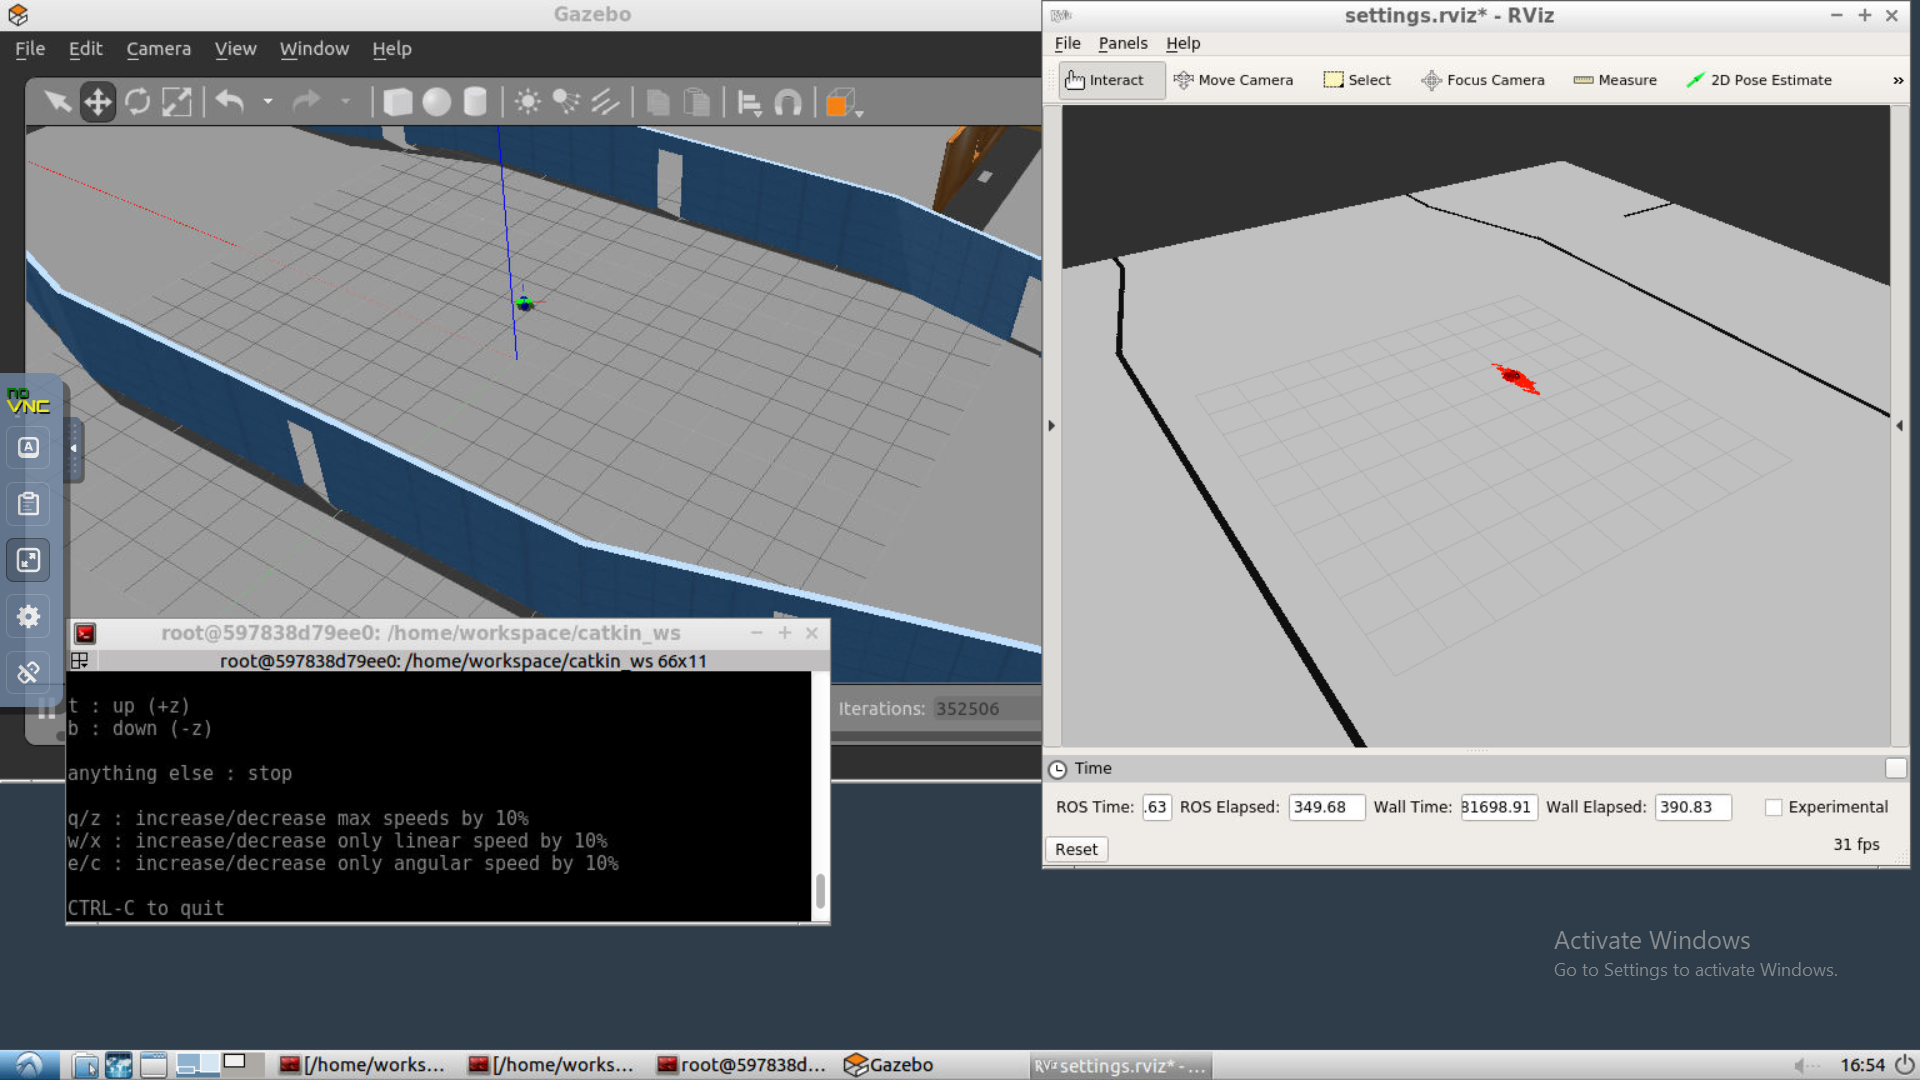 Gazebo
File Edit Camera View Window Help
RViz settings.rviz* - RViz
File Panels Help
Interact Move Camera Select Focus Camera Measure 2D Pose Estimate »
no
VNC
A
root@597838d79ee0: /home/workspace/catkin_ws
root@597838d79ee0: /home/workspace/catkin_ws 66x11
t : up (+z)
b : down (-z)
anything else : stop
q/z : increase/decrease max speeds by 10%
w/x : increase/decrease only linear speed by 10%
e/c : increase/decrease only angular speed by 10%
CTRL-C to quit
Iterations: 352506
Time
ROS Time: .63 ROS Elapsed: 349.68 Wall Time: 81698.91 Wall Elapsed: 390.83 Experimental
Reset 31 fps
Activate Windows
Go to Settings to activate Windows.
[/home/works... [/home/works... root@597838d... Gazebo RViz settings.rviz* - ... 16:54